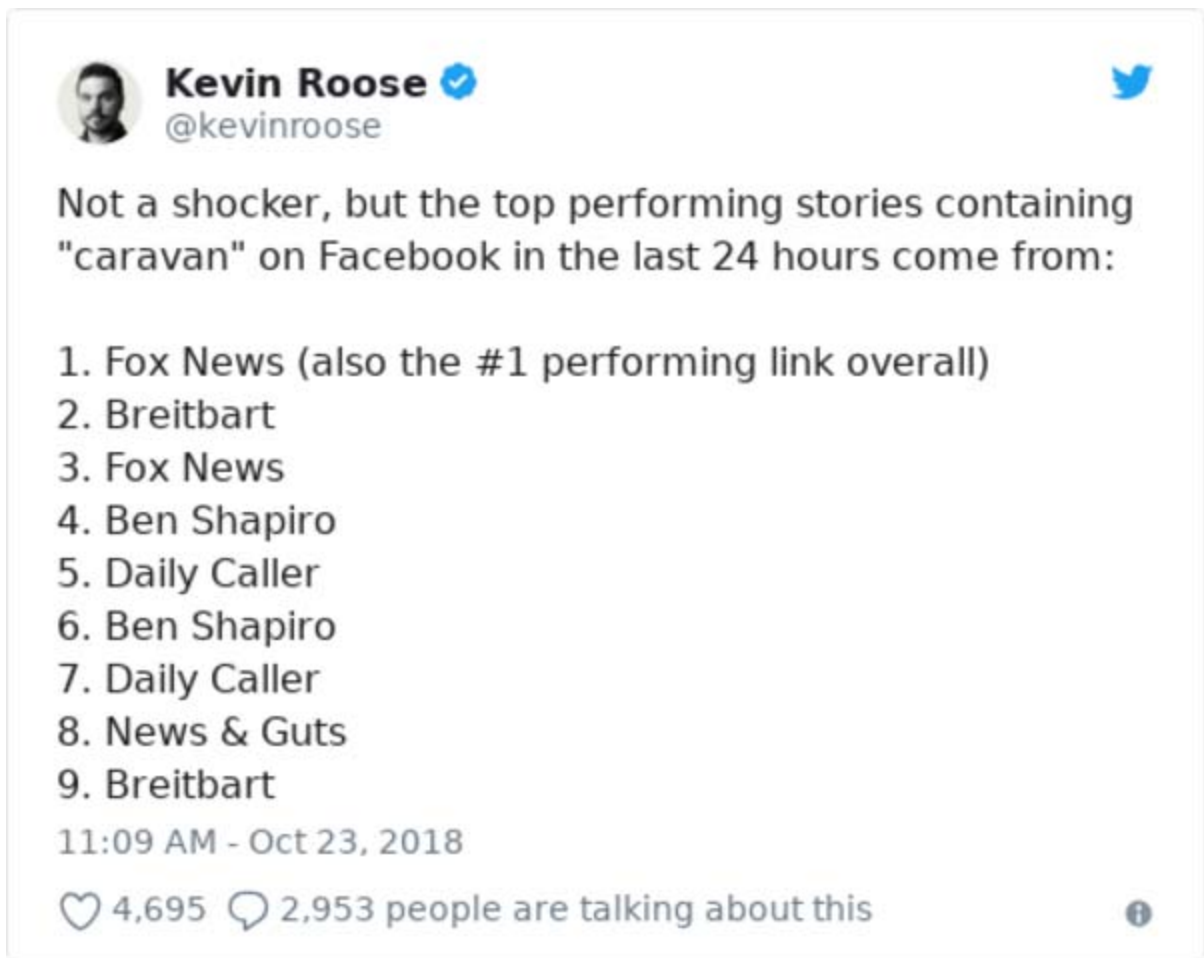 Kevin Roose
@kevinroose
Not a shocker, but the top performing stories containing
"caravan" on Facebook in the last 24 hours come from:
1. Fox News (also the #1 performing link overall)
2. Breitbart
3. Fox News
4. Ben Shapiro
5. Daily Caller
6. Ben Shapiro
7. Daily Caller
8. News & Guts
9. Breitbart
11:09 AM - Oct 23, 2018
4,695 2,953 people are talking about this